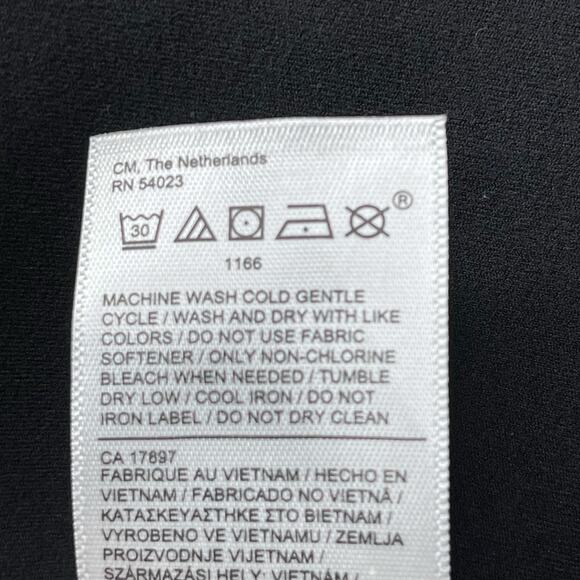 CM, The Netherlands
RN 54023
30
®
1166
MACHINE WASH COLD GENTLE
CYCLE / WASH AND DRY WITH LIKE
COLORS / DO NOT USE FABRIC
SOFTENER / ONLY NON-CHLORINE
BLEACH WHEN NEEDED / TUMBLE
DRY LOW / COOL IRON / DO NOT
IRON LABEL / DO NOT DRY CLEAN
CA 17897
FABRIQUE AU VIETNAM / HECHO EN
VIETNAM / FABRICADO NO VIETNÃ /
ΚΑΤΑΣΚΕΥΑΣΤΗΚΕ ΣΤΟ ΒΙΕΤΝΑΜ /
VYROBENO VE VIETNAMU / ZEMLJA
PROIZVODNJE VIJETNAM /
SZÁRMAZÁSI HELY: VIETNAM /